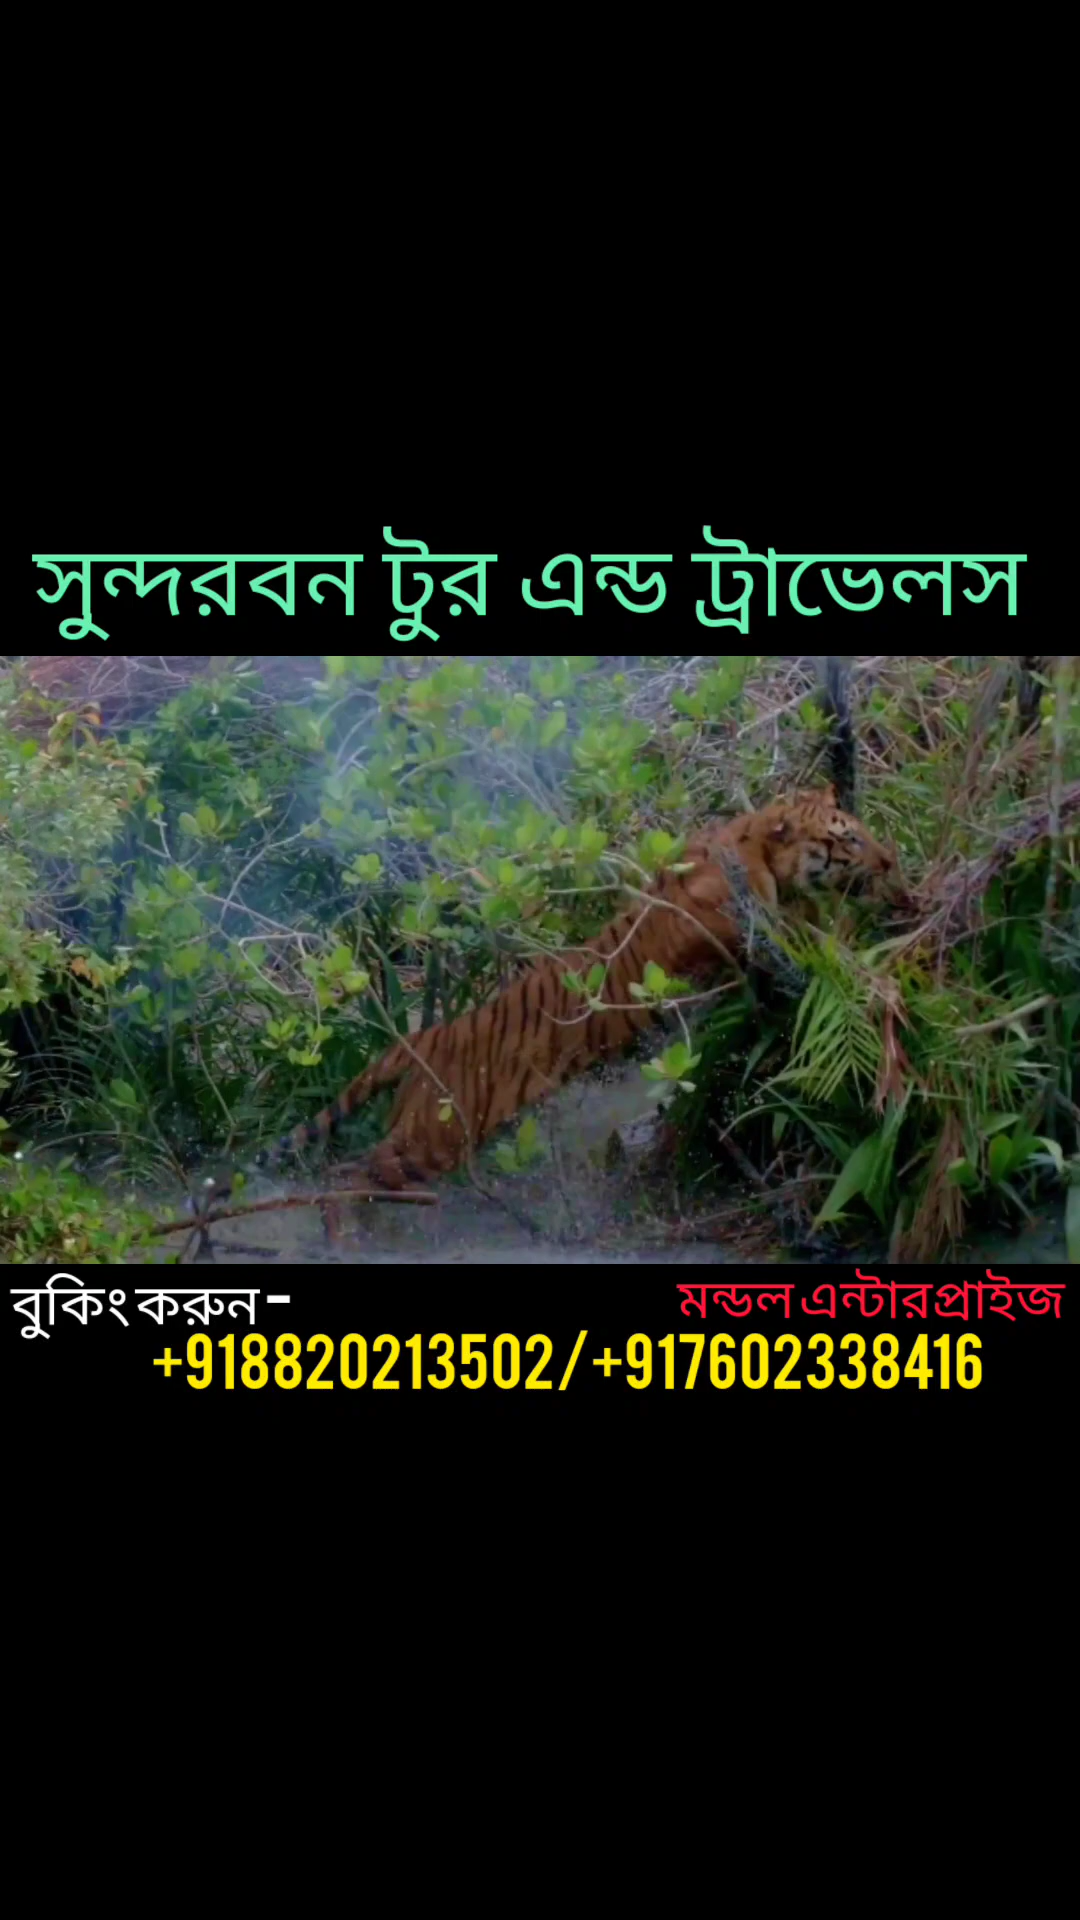 সুন্দরবন টুর এন্ড ট্রাভেলস
বুকিং করুন- মন্ডল এন্টারপ্রাইজ
+918820213502/+917602338416